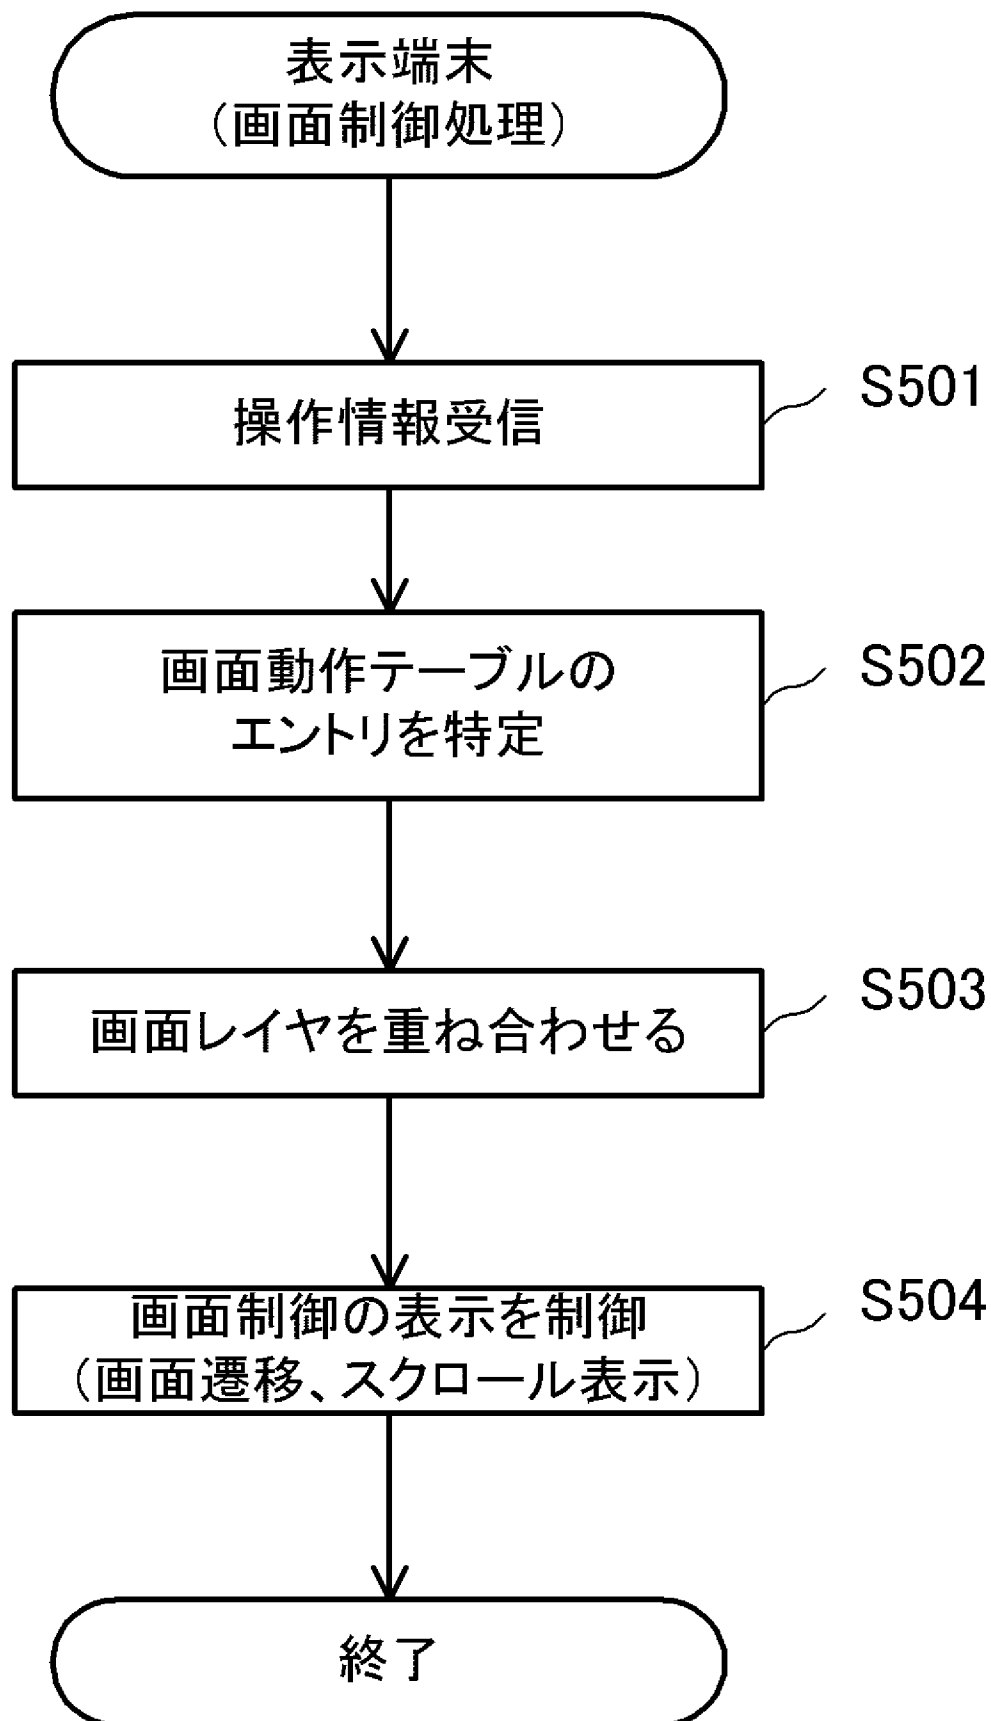 表示端末
（画面制御処理）
操作情報受信
S501
画面動作テーブルの
エントリを特定
S502
画面レイヤを重ね合わせる
S503
画面制御の表示を制御
（画面遷移、スクロール表示）
S504
終了